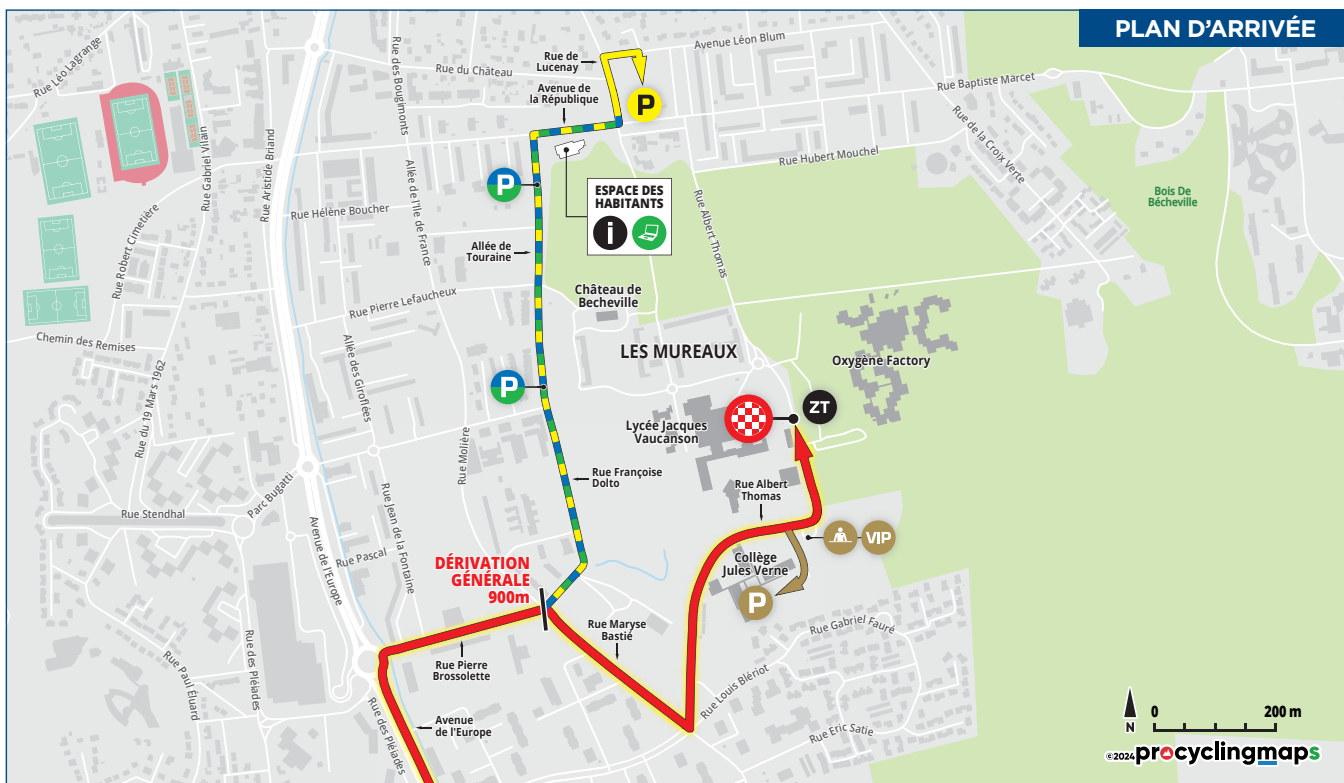 PLAN D'ARRIVÉE
Rue Léo Lagrange
Rue des Bougimonts
Rue du Château
Rue de
Lucenay
Avenue Léon Blum
Avenue de
la République
P
Rue Baptiste Marcet
Rue de la Croix Verte
Rue Hubert Mouchel
Rue Gabriel Vilain
Rue Aristide Briand
Rue Robert Cimetière
Rue Hélène Boucher
Allée de l'Ile de France
P
ESPACE DES
HABITANTS
i
Rue Albert Thomas
Bois De
Bécheville
Allée de
Touraine
Rue Pierre Lefaucheux
Château de
Becheville
Chemin des Remises
Rue du 19 Mars 1962
Allée des Giroflées
LES MUREAUX
Oxygène Factory
P
ZT
Lycée Jacques
Vaucanson
Rue Molière
Rue Françoise
Dolto
Rue Albert
Thomas
Parc Bugatti
Rue Stendhal
Rue Jean de la Fontaine
Avenue de l'Europe
Rue Pascal
VIP
Collège
Jules Verne
P
DÉRIVATION
GÉNÉRALE
900m
Rue Maryse
Bastié
Rue Gabriel Fauré
Rue Pierre
Brossolette
Rue Louis Blériot
Rue Paul Éluard
Rue des Pléiades
Rue des Pléiades
Avenue
de l'Europe
Rue Eric Satie
N
0 200 m
©2024 procyclingmaps